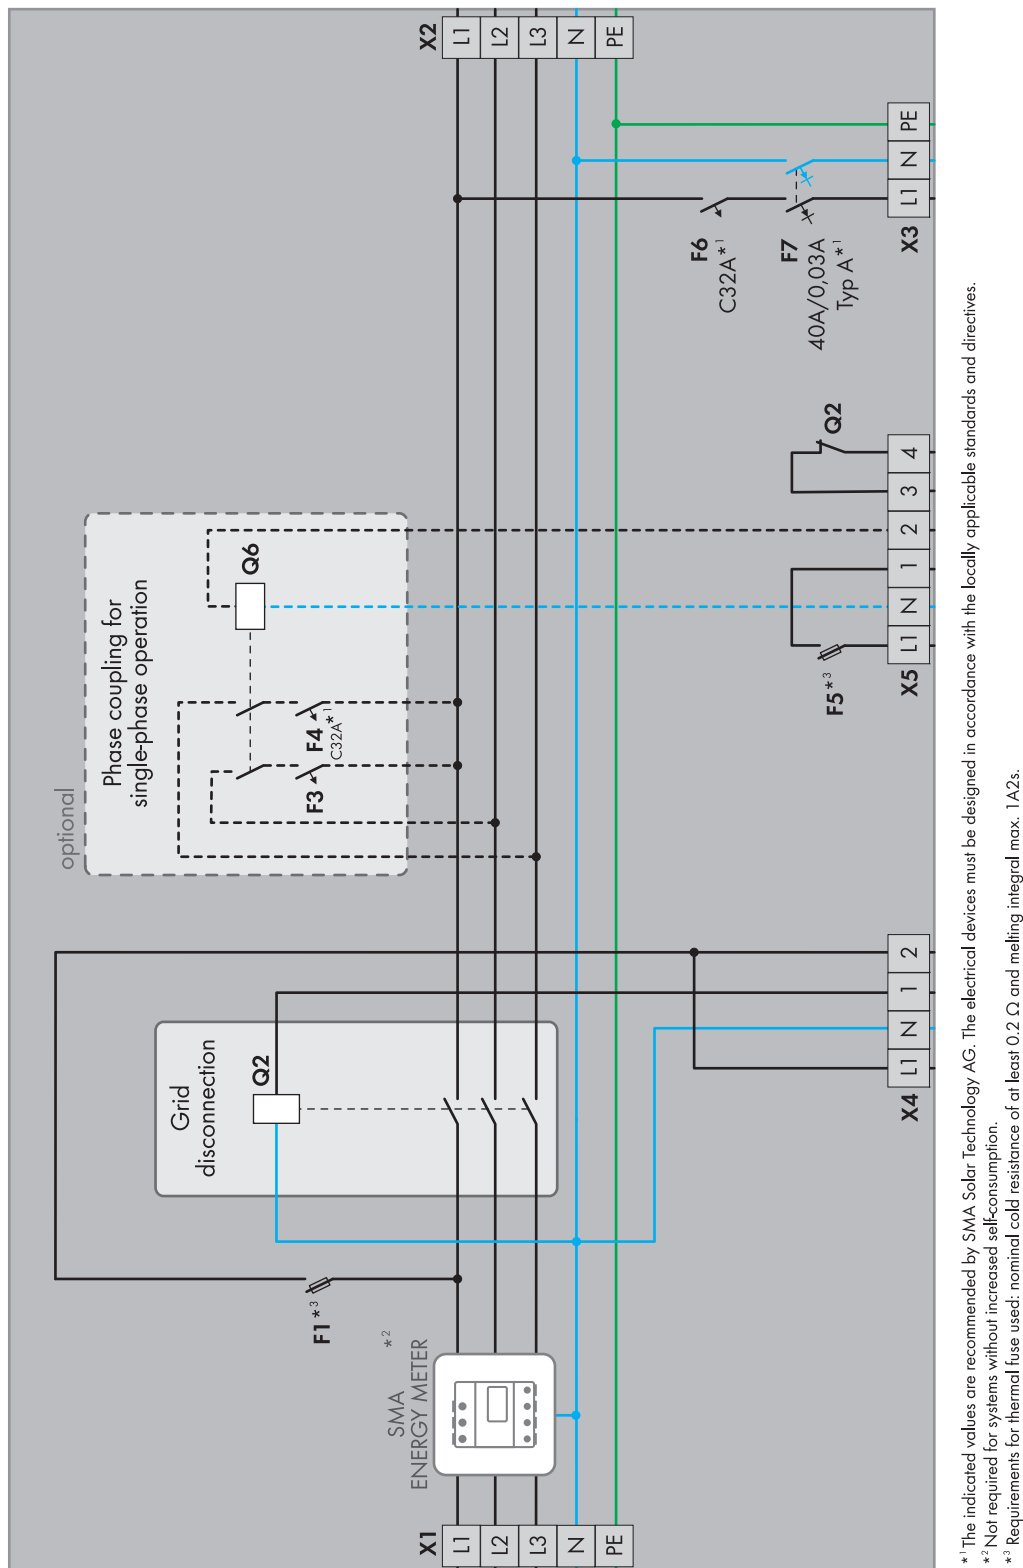 X1
L1
L2
L3
N
PE
SMA
ENERGY METER
*2
F1*3
Grid
disconnection
Q2
X4
L1
N
1
2
optional
Phase coupling for
single-phase operation
F3
F4
C32A*1
Q6
X5
L1
N
1
2
3
4
F5*3
Q2
F6
C32A*1
F7
40A/0,03A
Typ A*1
X3
L1
N
PE
X2
L1
L2
L3
N
PE
*1 The indicated values are recommended by SMA Solar Technology AG. The electrical devices must be designed in accordance with the locally applicable standards and directives.
*2 Not required for systems without increased self-consumption.
*3 Requirements for thermal fuse used: nominal cold resistance of at least 0.2 Ω and melting integral max. 1A2s.